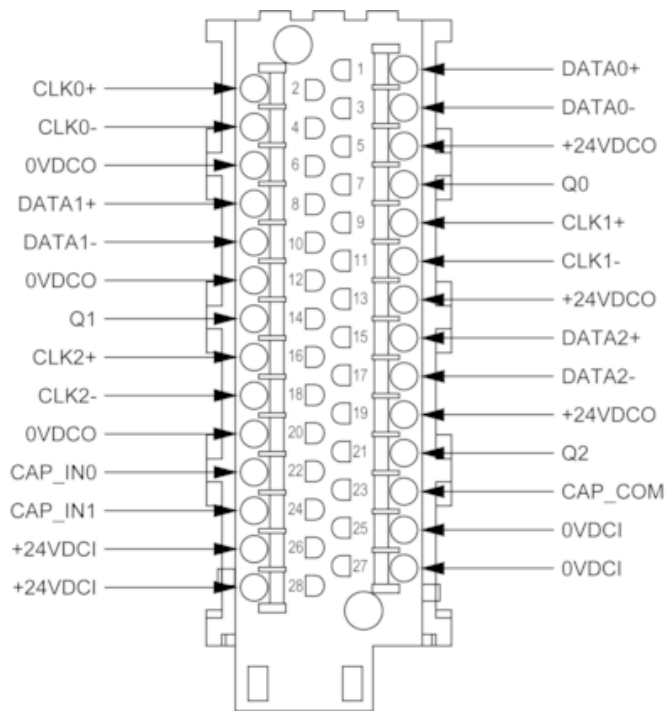 1 DATA0+
CLK0+ 2
3 DATA0-
CLK0- 4
5 +24VDCO
0VDCO 6
7 Q0
DATA1+ 8
9 CLK1+
DATA1- 10
11 CLK1-
0VDCO 12
13 +24VDCO
Q1 14
15 DATA2+
CLK2+ 16
17 DATA2-
CLK2- 18
19 +24VDCO
0VDCO 20
21 Q2
CAP_IN0 22
23 CAP_COM
CAP_IN1 24
25 0VDCI
+24VDCI 26
27 0VDCI
+24VDCI 28